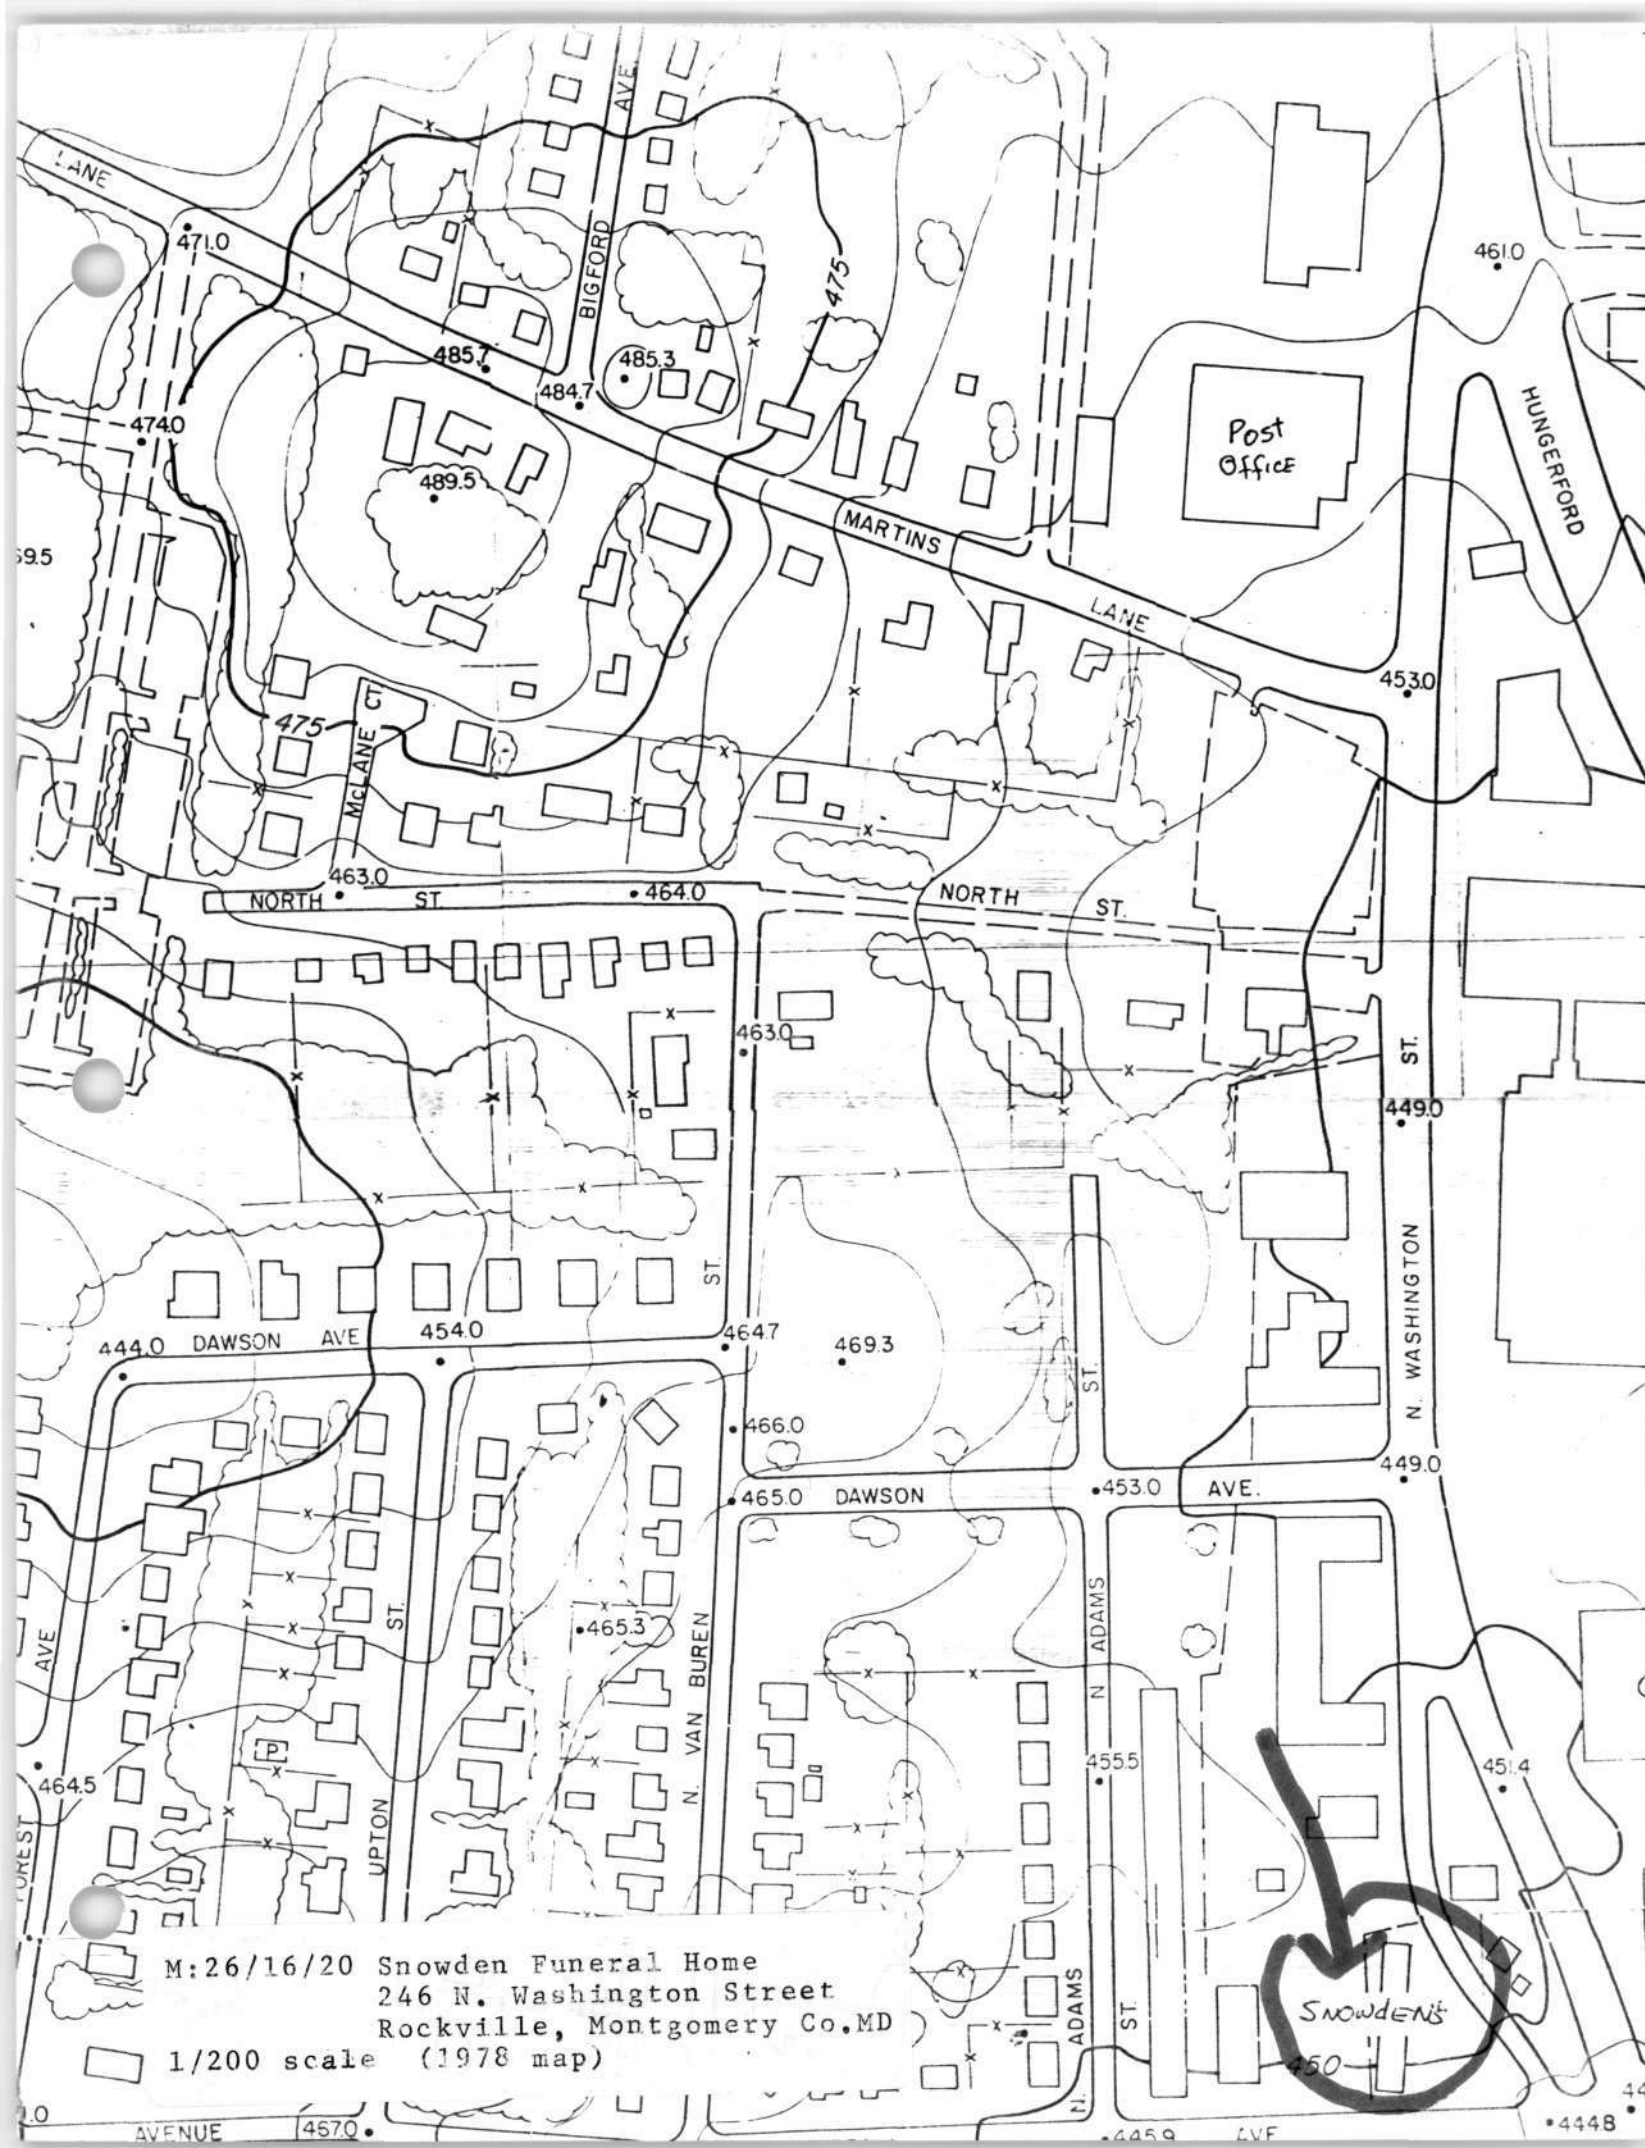 AVE.
LANE
471.0
BIGFORD
475
461.0
485.7
485.3
484.7
474.0
489.5
Post
Office
HUNGERFORD
MARTINS
LANE
453.0
475
McLANE CT.
463.0
464.0
NORTH ST.
NORTH ST.
463.0
ST.
449.0
ST.
N. WASHINGTON
444.0
DAWSON AVE
454.0
464.7
469.3
ST.
466.0
449.0
465.0
DAWSON
453.0
AVE.
465.3
AVE
ST.
N. VAN BUREN
N ADAMS
P
464.5
455.5
451.4
UPTON
M:26/16/20 Snowden Funeral Home
246 N. Washington Street
Rockville, Montgomery Co.MD
1/200 scale (1978 map)
SNOWDENS
450
N. ADAMS
ST.
AVENUE
457.0
445.9
AVE
444.8